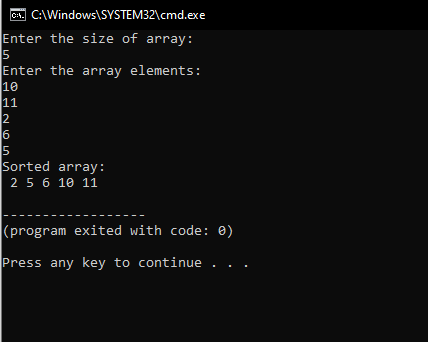 C:\Windows\SYSTEM32\cmd.exe
Enter the size of array:
5
Enter the array elements:
10
11
2
6
5
Sorted array:
 2 5 6 10 11
------------------
(program exited with code: 0)
Press any key to continue . . .